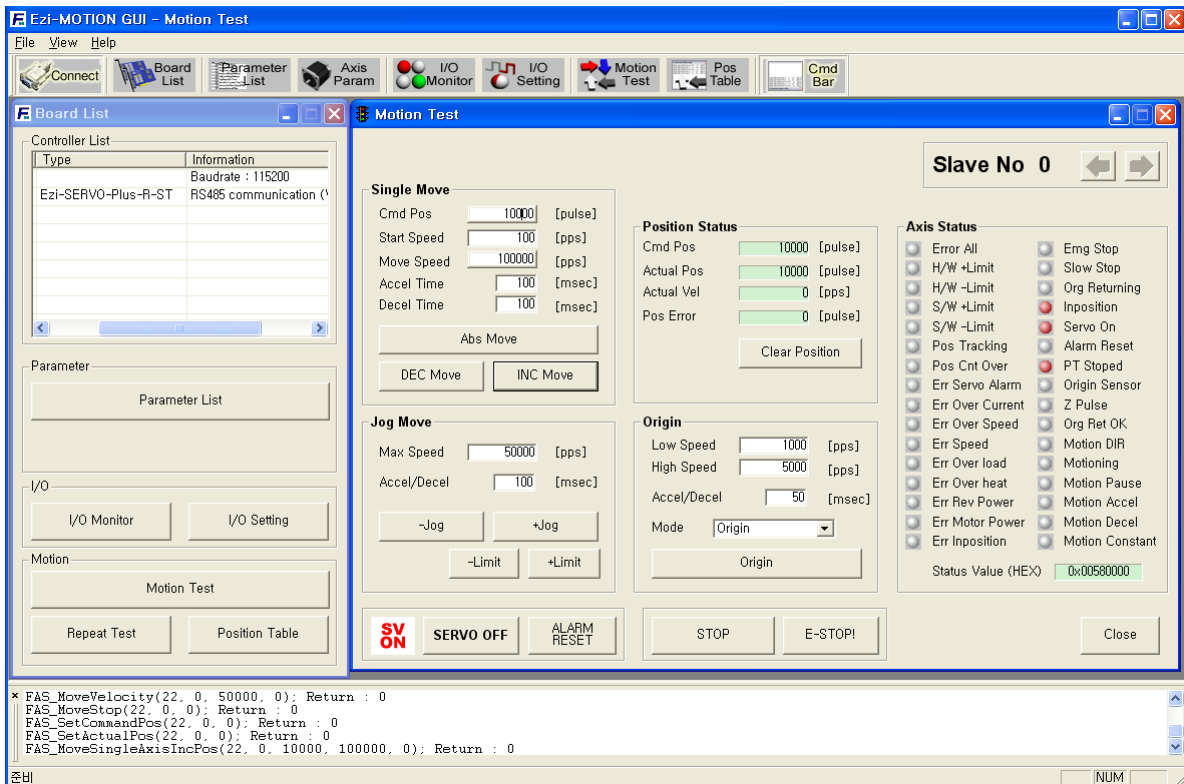 Ezi-MOTION GUI - Motion Test
File View Help
Connect
Board List
Parameter List
Axis Param
I/O Monitor
I/O Setting
Motion Test
Pos Table
Cmd Bar
Board List
Controller List
Type Information
Baudrate : 115200
Ezi-SERVO-Plus-R-ST RS485 communication (
Parameter
Parameter List
I/O
I/O Monitor I/O Setting
Motion
Motion Test
Repeat Test Position Table
Motion Test
Slave No 0
Single Move
Cmd Pos 10000 [pulse]
Start Speed 100 [pps]
Move Speed 100000 [pps]
Accel Time 100 [msec]
Decel Time 100 [msec]
Abs Move
DEC Move INC Move
Jog Move
Max Speed 50000 [pps]
Accel/Decel 100 [msec]
-Jog +Jog
-Limit +Limit
Position Status
Cmd Pos 10000 [pulse]
Actual Pos 10000 [pulse]
Actual Vel 0 [pps]
Pos Error 0 [pulse]
Clear Position
Origin
Low Speed 1000 [pps]
High Speed 5000 [pps]
Accel/Decel 50 [msec]
Mode Origin
Origin
Axis Status
Error All Emg Stop
H/W +Limit Slow Stop
H/W -Limit Org Returning
S/W +Limit Inposition
S/W -Limit Servo On
Pos Tracking Alarm Reset
Pos Cnt Over PT Stoped
Err Servo Alarm Origin Sensor
Err Over Current Z Pulse
Err Over Speed Org Ret OK
Err Speed Motion DIR
Err Over load Motioning
Err Over heat Motion Pause
Err Rev Power Motion Accel
Err Motor Power Motion Decel
Err Inposition Motion Constant
Status Value (HEX) 0x00580000
SV ON SERVO OFF ALARM RESET STOP E-STOP! Close
FAS_MoveVelocity(22, 0, 50000, 0); Return : 0
FAS_MoveStop(22, 0, 0); Return : 0
FAS_SetCommandPos(22, 0, 0); Return : 0
FAS_SetActualPos(22, 0, 0); Return : 0
FAS_MoveSingleAxisIncPos(22, 0, 10000, 100000, 0); Return : 0
준비 NUM